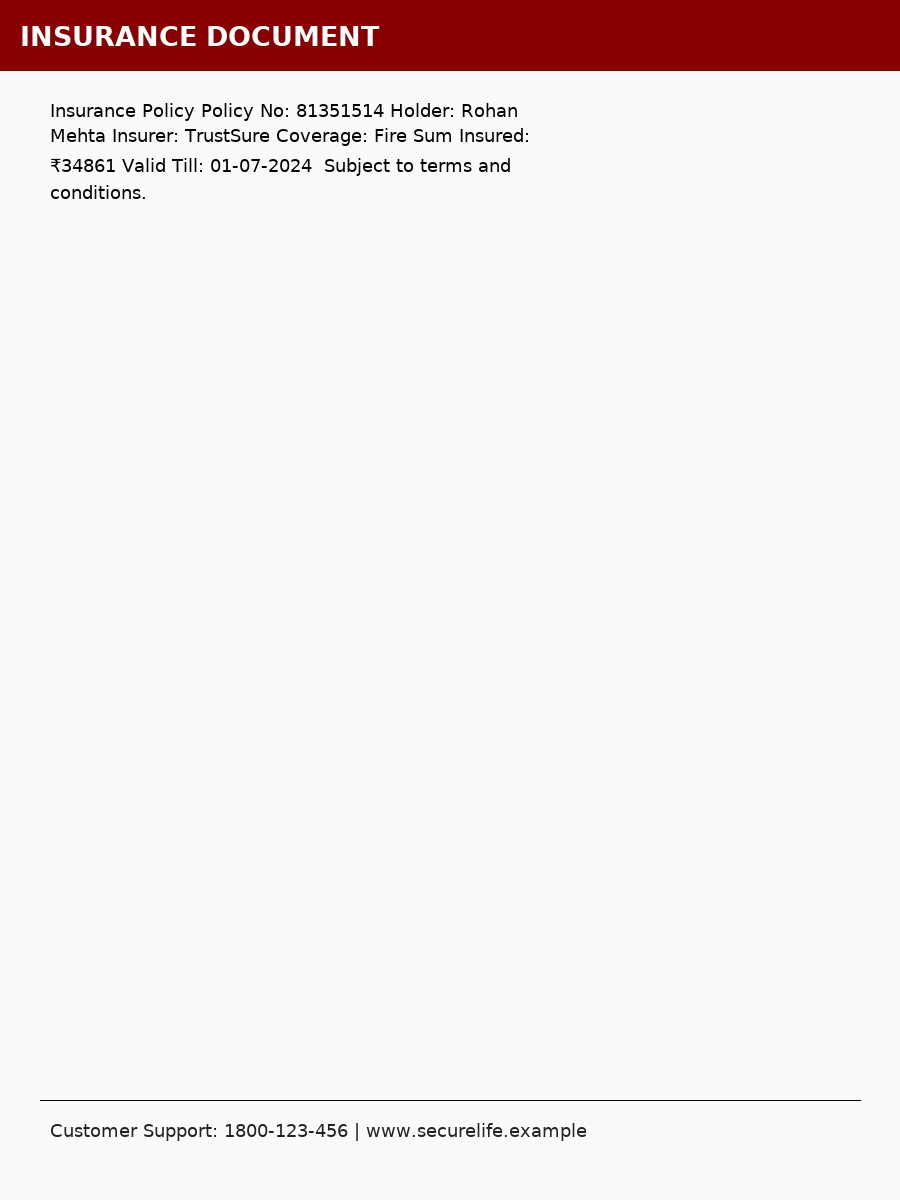 INSURANCE DOCUMENT
Insurance Policy Policy No: 81351514 Holder: Rohan
Mehta Insurer: TrustSure Coverage: Fire Sum Insured:
₹34861 Valid Till: 01-07-2024  Subject to terms and
conditions.
Customer Support: 1800-123-456 | www.securelife.example